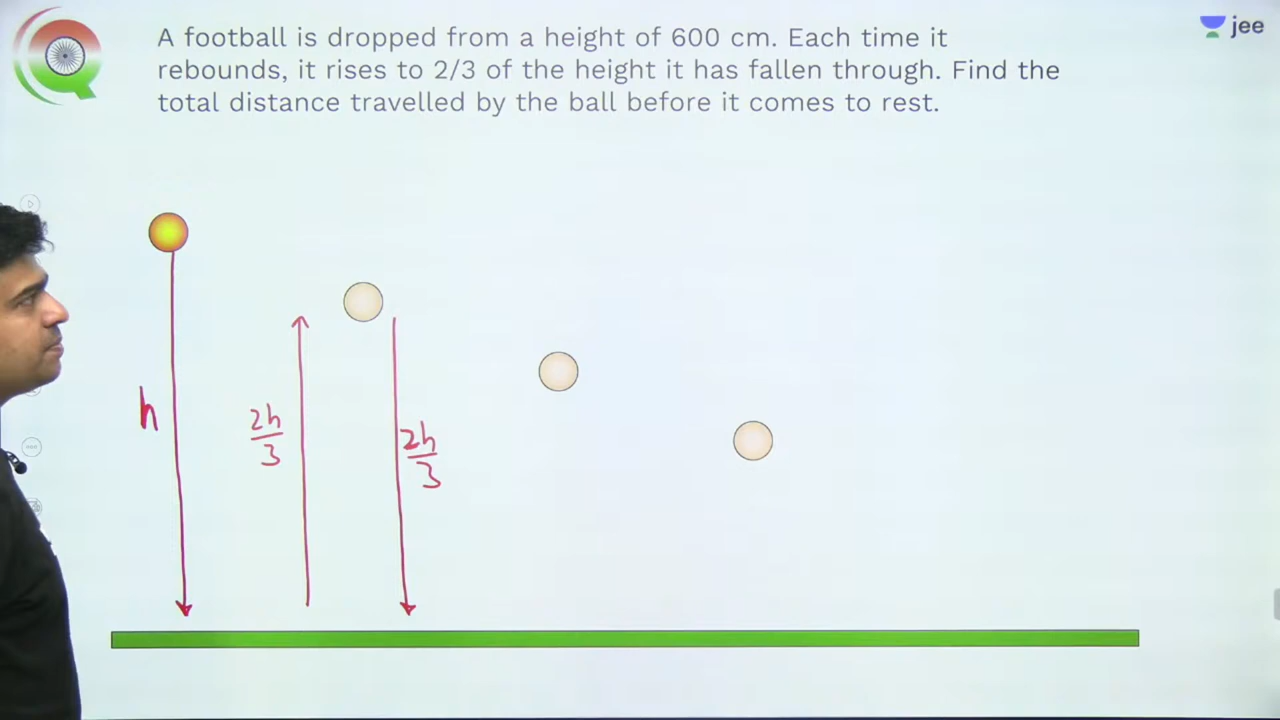 A football is dropped from a height of 600 cm. Each time it
rebounds, it rises to 2/3 of the height it has fallen through. Find the
total distance travelled by the ball before it comes to rest.
jee
h
2h
3
2h
3